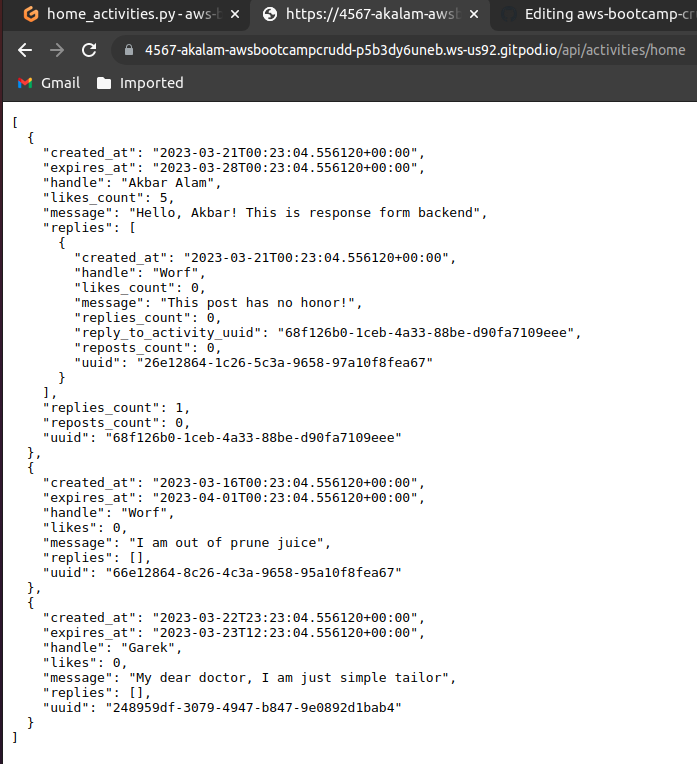 home_activities.py - aws-b
https://4567-akalam-awsb
Editing aws-bootcamp-cr
4567-akalam-awsbootcampcrudd-p5b3dy6uneb.ws-us92.gitpod.io/api/activities/home
Gmail
Imported
[
  {
    "created_at": "2023-03-21T00:23:04.556120+00:00",
    "expires_at": "2023-03-28T00:23:04.556120+00:00",
    "handle": "Akbar Alam",
    "likes_count": 5,
    "message": "Hello, Akbar! This is response form backend",
    "replies": [
      {
        "created_at": "2023-03-21T00:23:04.556120+00:00",
        "handle": "Worf",
        "likes_count": 0,
        "message": "This post has no honor!",
        "replies_count": 0,
        "reply_to_activity_uuid": "68f126b0-1ceb-4a33-88be-d90fa7109eee",
        "reposts_count": 0,
        "uuid": "26e12864-1c26-5c3a-9658-97a10f8fea67"
      }
    ],
    "replies_count": 1,
    "reposts_count": 0,
    "uuid": "68f126b0-1ceb-4a33-88be-d90fa7109eee"
  },
  {
    "created_at": "2023-03-16T00:23:04.556120+00:00",
    "expires_at": "2023-04-01T00:23:04.556120+00:00",
    "handle": "Worf",
    "likes": 0,
    "message": "I am out of prune juice",
    "replies": [],
    "uuid": "66e12864-8c26-4c3a-9658-95a10f8fea67"
  },
  {
    "created_at": "2023-03-22T23:23:04.556120+00:00",
    "expires_at": "2023-03-23T12:23:04.556120+00:00",
    "handle": "Garek",
    "likes": 0,
    "message": "My dear doctor, I am just simple tailor",
    "replies": [],
    "uuid": "248959df-3079-4947-b847-9e0892d1bab4"
  }
]